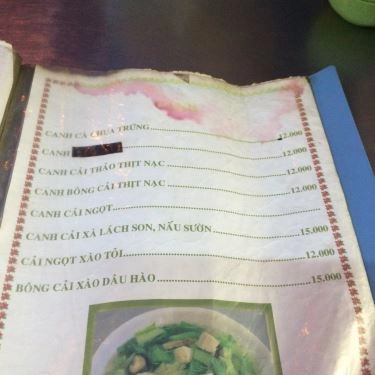 CANH CÀ CHUA TRỨNG 12.000
CANH 12.000
CANH CẢI THẢO THỊT NẠC 12.000
CANH BÔNG CẢI THỊT NẠC 12.000
CANH CẢI NGỌT
CANH CẢI XÀ LÁCH SON, NẤU SƯỜN 15.000
CẢI NGỌT XÀO TỎI 12.000
BÔNG CẢI XÀO DẦU HÀO 15.000